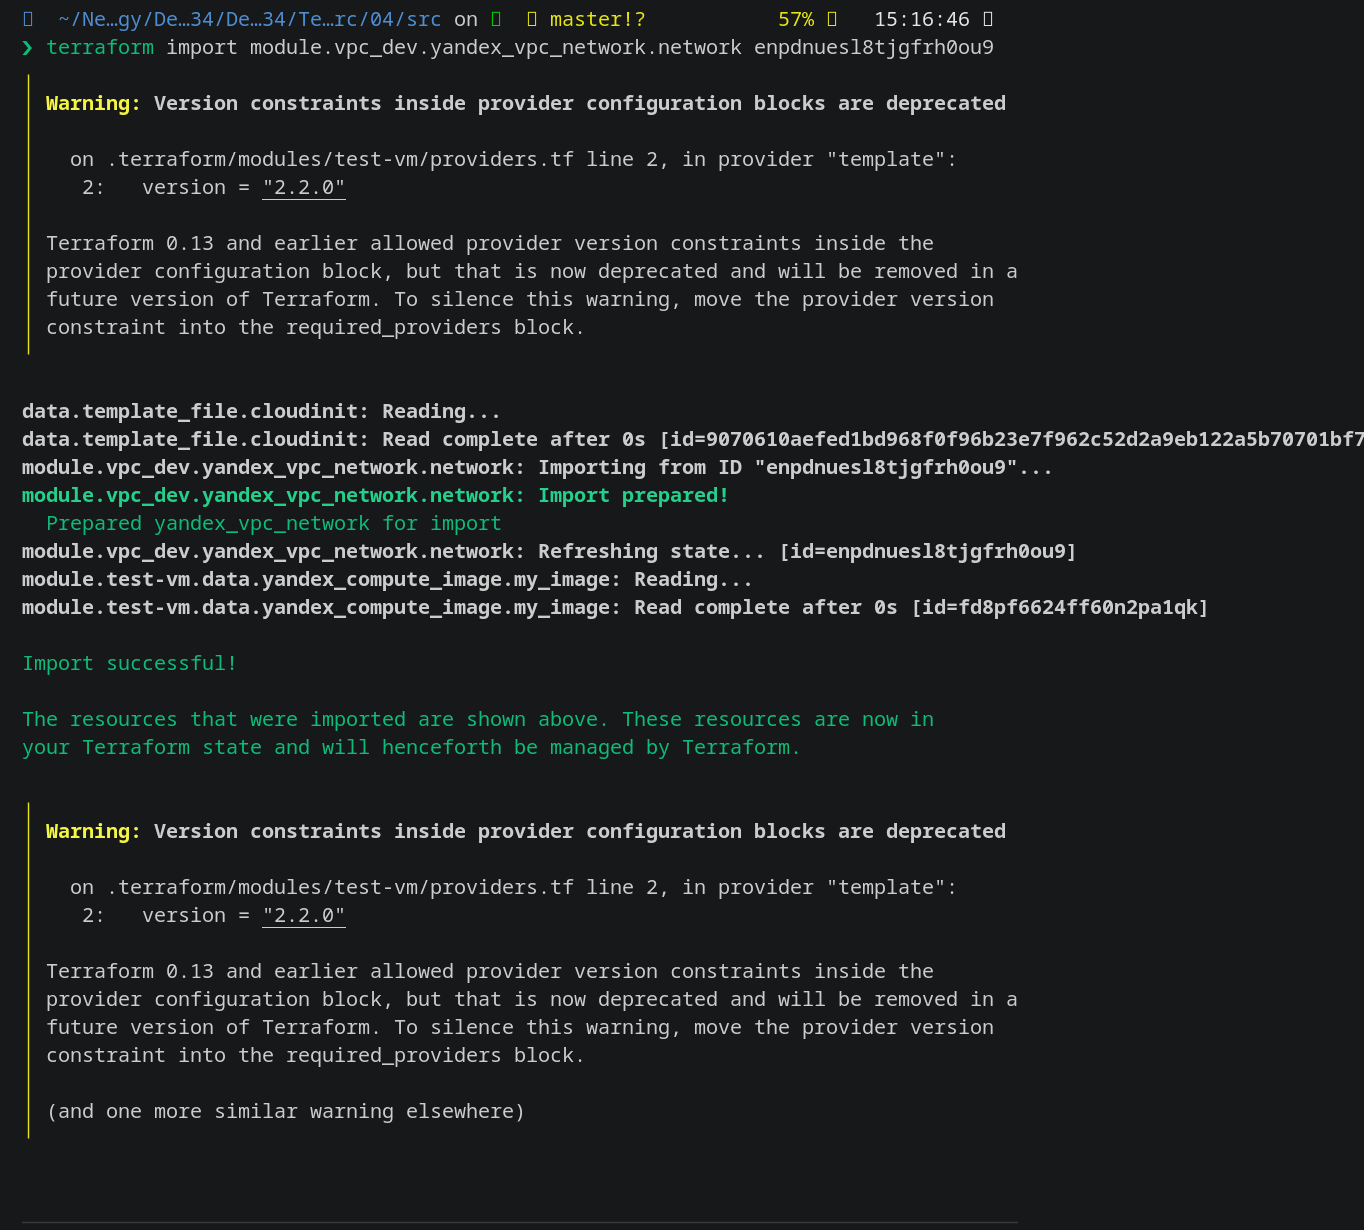 ~/Ne…gy/De…34/De…34/Te…rc/04/src on master!? 57% 15:16:46
❯ terraform import module.vpc_dev.yandex_vpc_network.network enpdnuesl8tjgfrh0ou9
Warning: Version constraints inside provider configuration blocks are deprecated
on .terraform/modules/test-vm/providers.tf line 2, in provider "template":
2: version = "2.2.0"
Terraform 0.13 and earlier allowed provider version constraints inside the
provider configuration block, but that is now deprecated and will be removed in a
future version of Terraform. To silence this warning, move the provider version
constraint into the required_providers block.
data.template_file.cloudinit: Reading...
data.template_file.cloudinit: Read complete after 0s [id=9070610aefed1bd968f0f96b23e7f962c52d2a9eb122a5b70701bf7
module.vpc_dev.yandex_vpc_network.network: Importing from ID "enpdnuesl8tjgfrh0ou9"...
module.vpc_dev.yandex_vpc_network.network: Import prepared!
Prepared yandex_vpc_network for import
module.vpc_dev.yandex_vpc_network.network: Refreshing state... [id=enpdnuesl8tjgfrh0ou9]
module.test-vm.data.yandex_compute_image.my_image: Reading...
module.test-vm.data.yandex_compute_image.my_image: Read complete after 0s [id=fd8pf6624ff60n2pa1qk]
Import successful!
The resources that were imported are shown above. These resources are now in
your Terraform state and will henceforth be managed by Terraform.
Warning: Version constraints inside provider configuration blocks are deprecated
on .terraform/modules/test-vm/providers.tf line 2, in provider "template":
2: version = "2.2.0"
Terraform 0.13 and earlier allowed provider version constraints inside the
provider configuration block, but that is now deprecated and will be removed in a
future version of Terraform. To silence this warning, move the provider version
constraint into the required_providers block.
(and one more similar warning elsewhere)